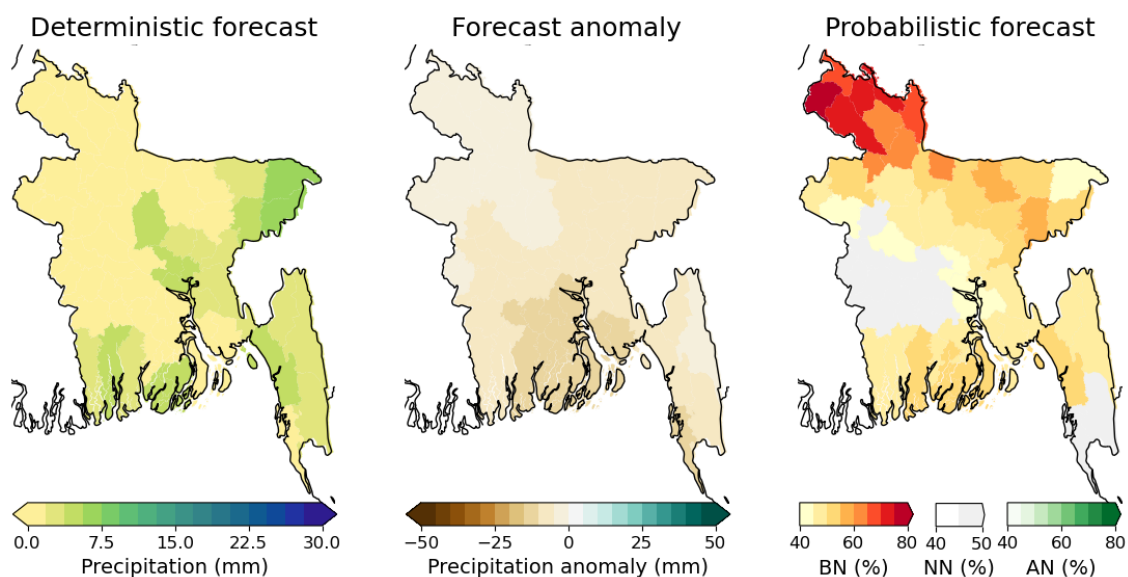 Deterministic forecast
Forecast anomaly
Probabilistic forecast
0.0 7.5 15.0 22.5 30.0
Precipitation (mm)
−50 −25 0 25 50
Precipitation anomaly (mm)
40 60 80
BN (%)
40 50
NN (%)
40 60 80
AN (%)